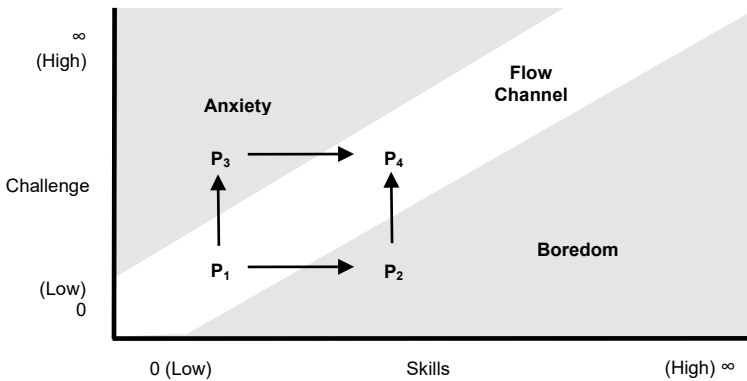 ∞
(High)
Flow
Channel
Anxiety
P₃
P₄
Challenge
Boredom
P₁
P₂
(Low)
0
0 (Low)
Skills
(High) ∞